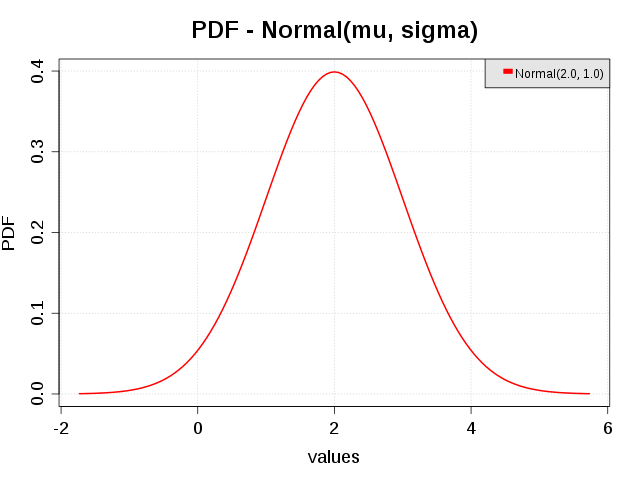 PDF - Normal(mu, sigma)
Normal(2.0, 1.0)
0.4
0.3
0.2
0.1
0.0
PDF
-2 0 2 4 6
values